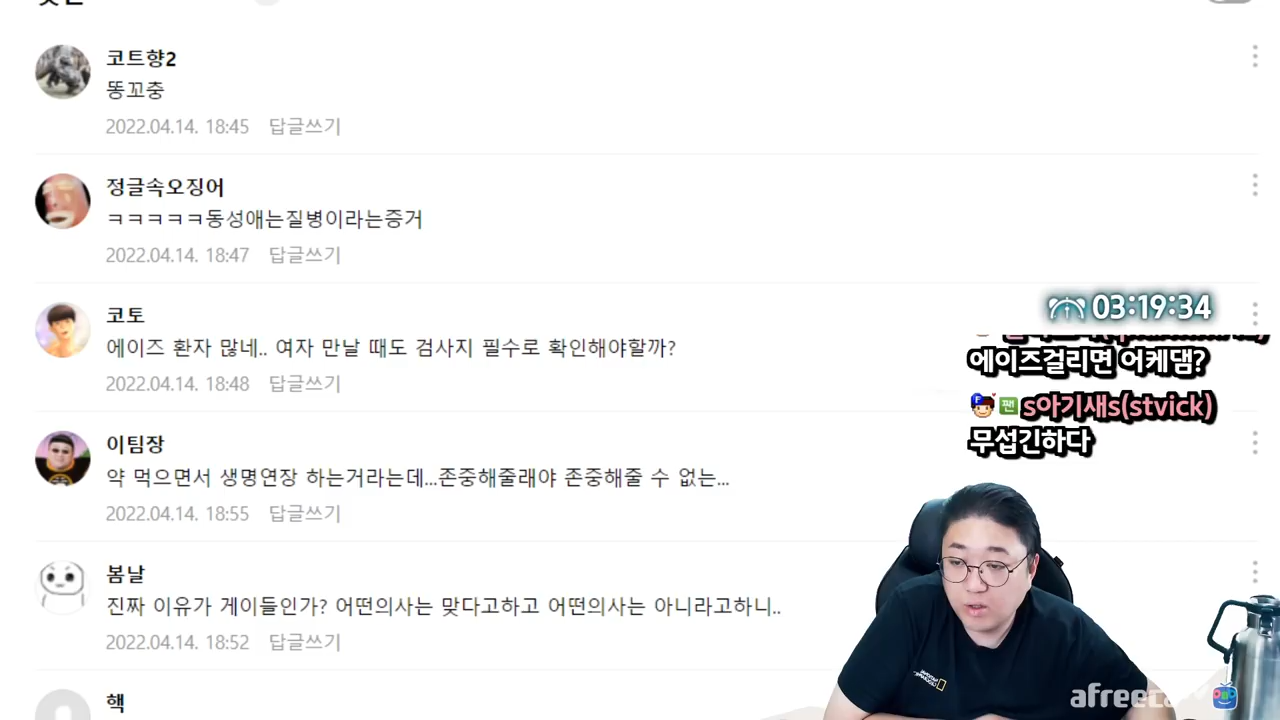 코트향2
똥꼬충
2022.04.14. 18:45 답글쓰기
정글속오징어
ㅋㅋㅋㅋㅋ동성애는질병이라는증거
2022.04.14. 18:47 답글쓰기
코토
에이즈 환자 많네.. 여자 만날 때도 검사지 필수로 확인해야할까?
2022.04.14. 18:48 답글쓰기
이팀장
약 먹으면서 생명연장 하는거라는데...존중해줄래야 존중해줄 수 없는...
2022.04.14. 18:55 답글쓰기
봄날
진짜 이유가 게이들인가? 어떤의사는 맞다고하고 어떤의사는 아니라고하니..
2022.04.14. 18:52 답글쓰기
핵
03:19:34
에이즈걸리면 어케댐?
F 팬 s아기새s(stvick)
무섭긴하다
afreeca